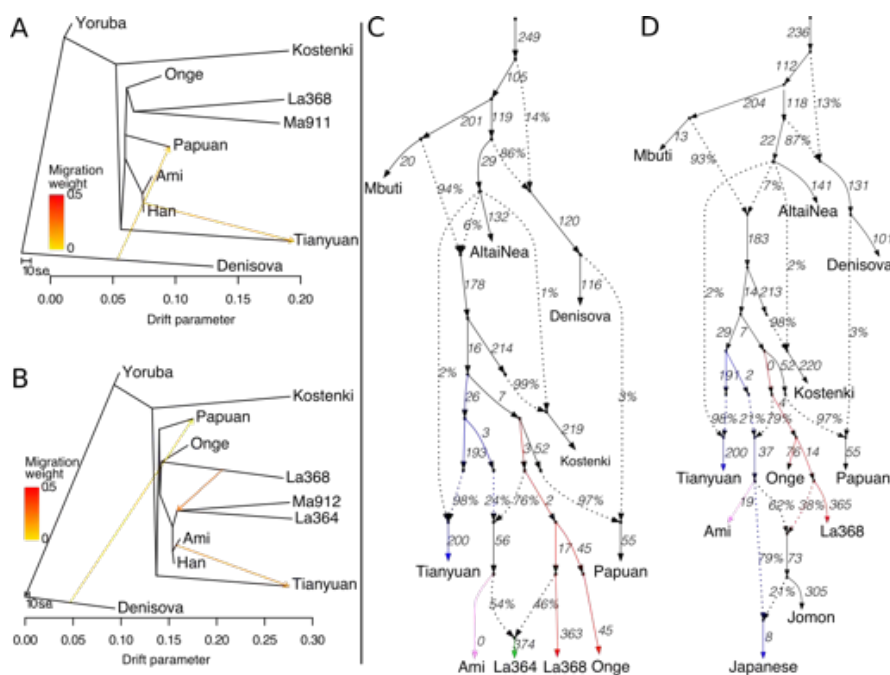 A
Yoruba
Kostenki
Onge
La368
Ma911
Papuan
Migration
weight
0.5
Ami
Han
0
Tianyuan
Denisova
10se
0.00 0.05 0.10 0.15 0.20
Drift parameter
B
Yoruba
Kostenki
Papuan
Onge
Migration
weight
0.5
La368
Ma912
La364
Ami
Han
0
Tianyuan
10se
Denisova
0.00 0.05 0.10 0.15 0.20 0.25 0.30
Drift parameter
C
249
105
201 119 14%
20 29 86%
Mbuti
94% 132 120
6%
AltaiNea
178 1% 116
Denisova
16 214
2% 99% 3%
26 7 219
Kostenki
3 3 52
193
98% 24% 76% 97%
2
200 56 55
Tianyuan 17 45 Papuan
54% 46%
0 374 363 45
Ami La364 La368 Onge
D
236
112
204 118 13%
13 22 87%
Mbuti
93% 7% 141 131
AltaiNea 101
183 Denisova
2%
14 213
2% 98% 3%
29 7 220
0 52
Kostenki
191 2 4
98% 21% 79% 97%
200 37 76 14 55
Tianyuan Onge Papuan
19 62% 38% 365
Ami La368
79% 73
21% 305
Jomon
8
Japanese